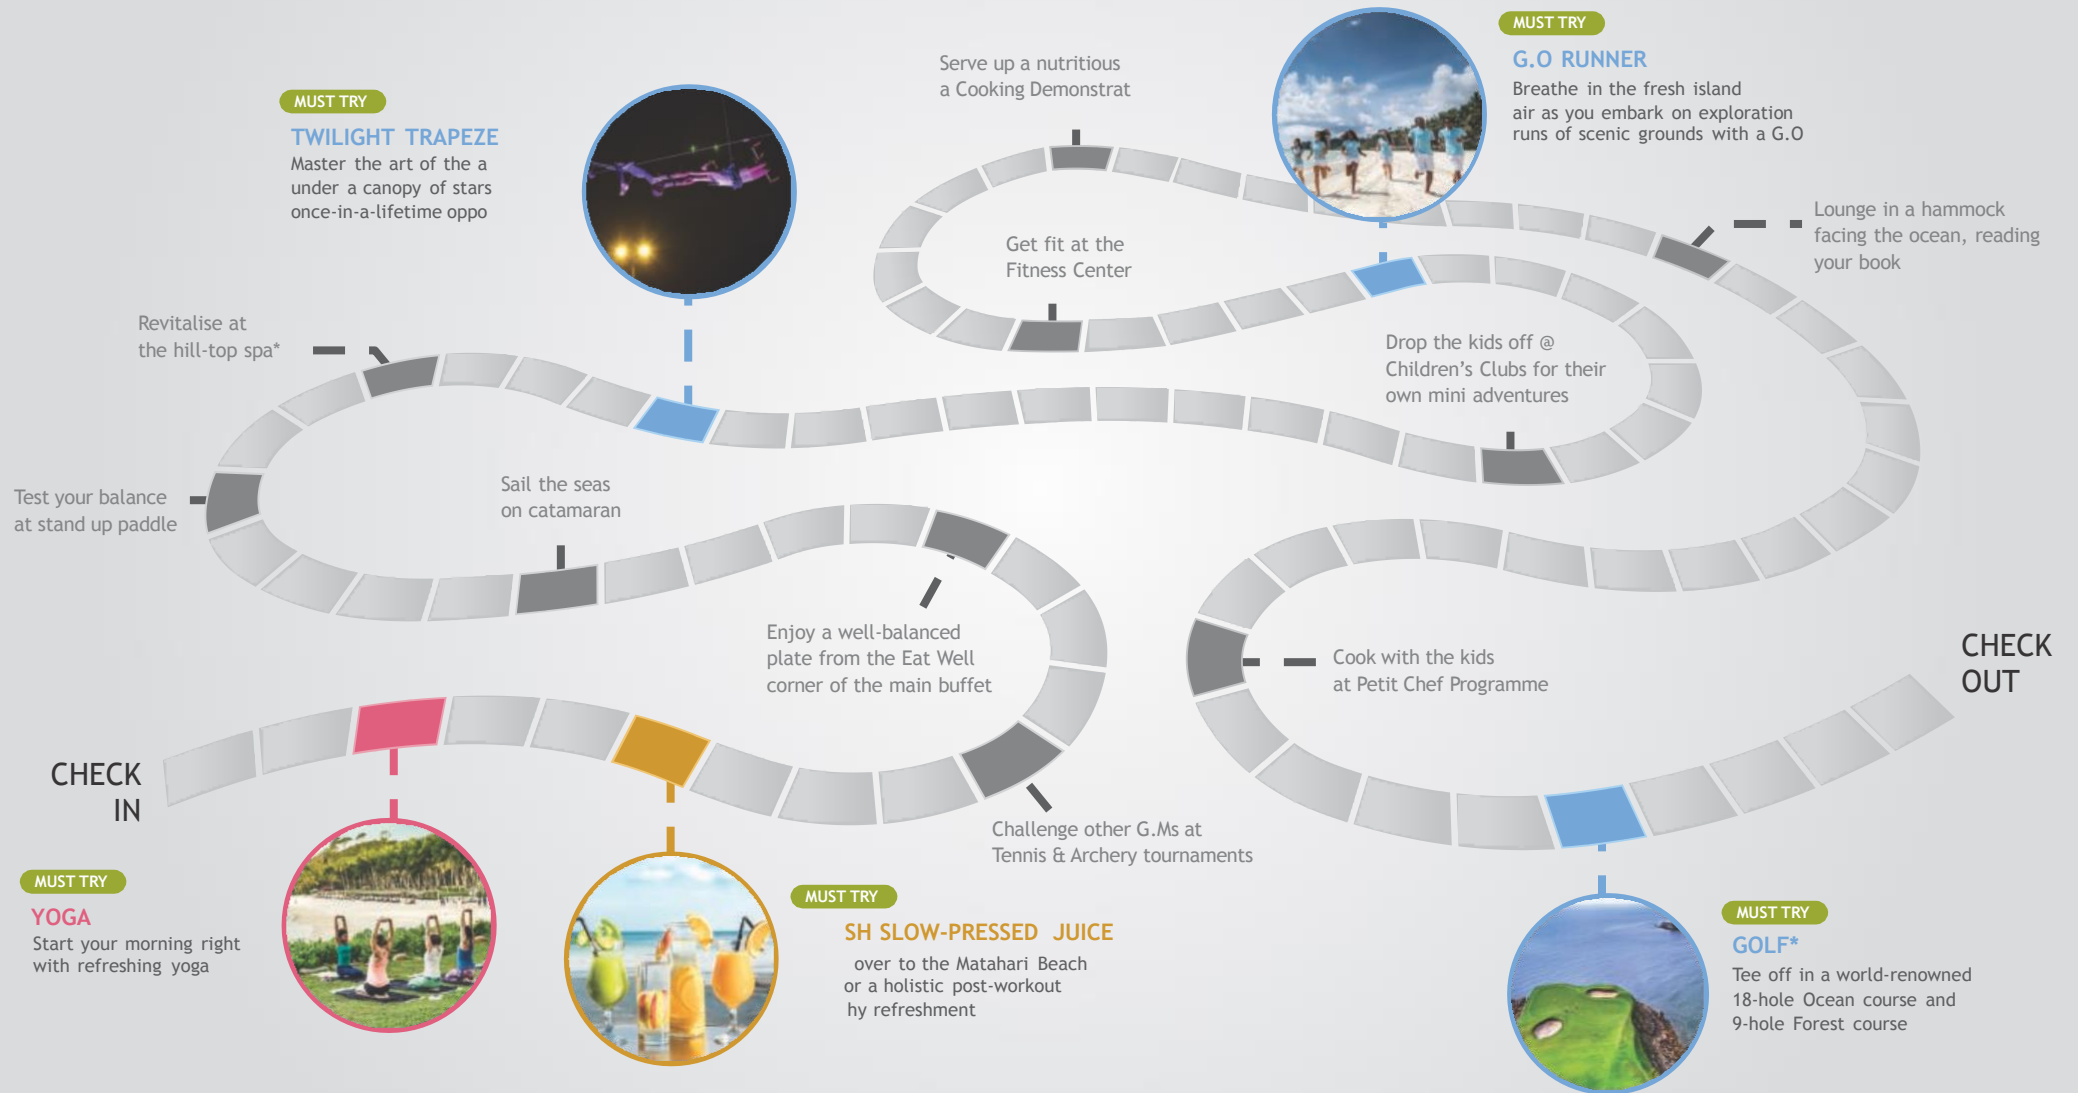 MUST TRY
TWILIGHT TRAPEZE
Master the art of the a
under a canopy of stars
once-in-a-lifetime oppo
Serve up a nutritious
a Cooking Demonstrat
MUST TRY
G.O RUNNER
Breathe in the fresh island
air as you embark on exploration
runs of scenic grounds with a G.O
Lounge in a hammock
facing the ocean, reading
your book
Get fit at the
Fitness Center
Revitalise at
the hill-top spa*
Drop the kids off @
Children's Clubs for their
own mini adventures
Test your balance
at stand up paddle
Sail the seas
on catamaran
Enjoy a well-balanced
plate from the Eat Well
corner of the main buffet
Cook with the kids
at Petit Chef Programme
CHECK
OUT
CHECK
IN
Challenge other G.Ms at
Tennis & Archery tournaments
MUST TRY
YOGA
Start your morning right
with refreshing yoga
MUST TRY
SH SLOW-PRESSED JUICE
over to the Matahari Beach
or a holistic post-workout
hy refreshment
MUST TRY
GOLF*
Tee off in a world-renowned
18-hole Ocean course and
9-hole Forest course